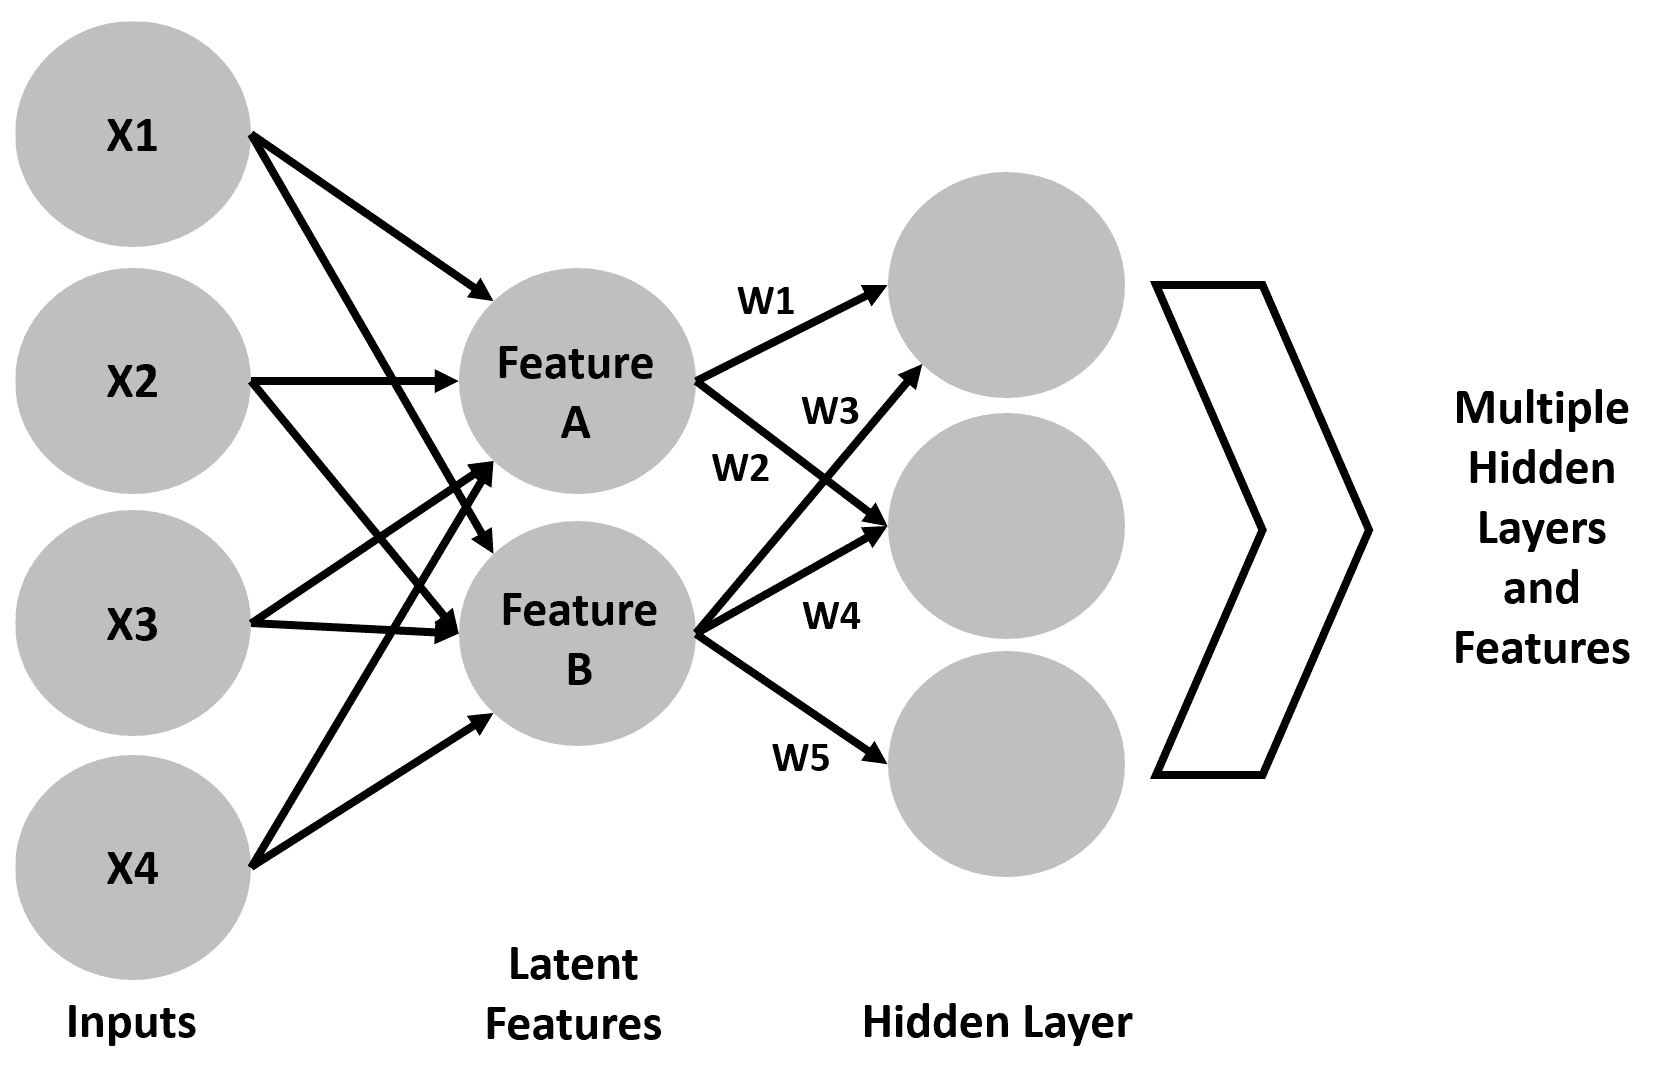 X1
X2
X3
X4
Inputs
Feature
A
Feature
B
Latent
Features
W1
W3
W2
W4
W5
Hidden Layer
Multiple
Hidden
Layers
and
Features